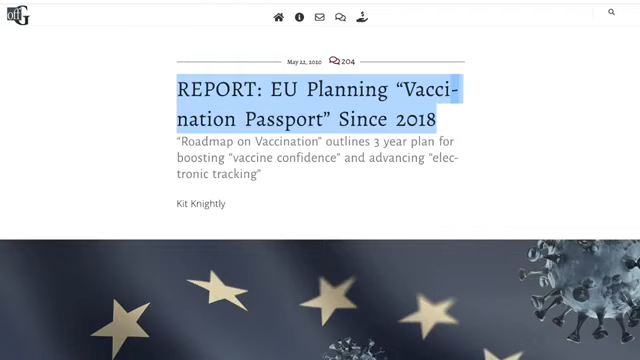 off
G
May 22, 2020 204
REPORT: EU Planning “Vacci-
nation Passport” Since 2018
“Roadmap on Vaccination” outlines 3 year plan for
boosting “vaccine confidence” and advancing “elec-
tronic tracking”
Kit Knightly